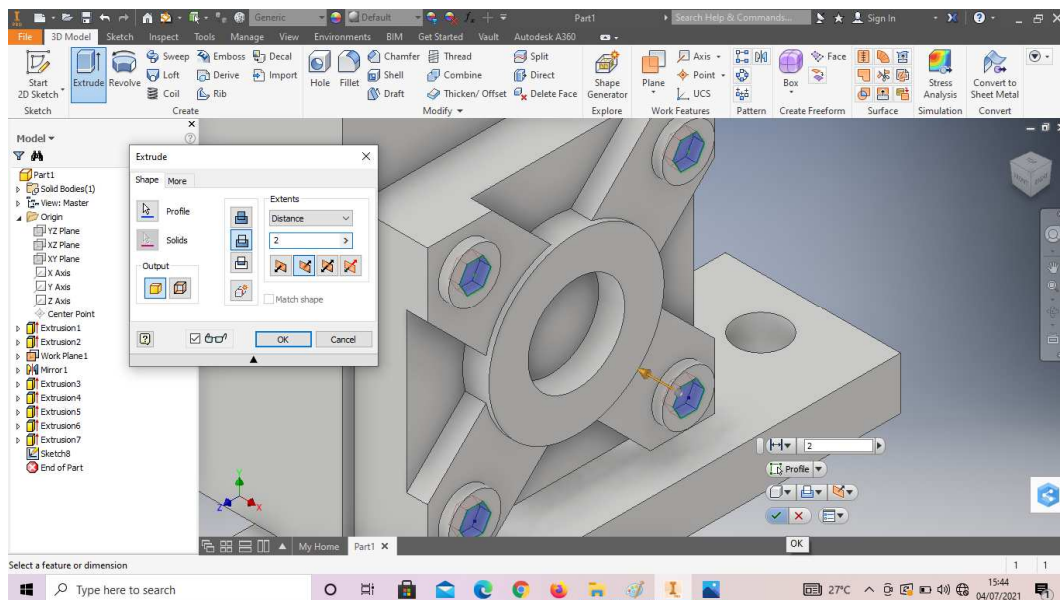 Generic
Default
Part1
Search Help & Commands...
Sign In
File 3D Model Sketch Inspect Tools Manage View Environments BIM Get Started Vault Autodesk A360
Start 2D Sketch
Extrude
Revolve
Sweep
Loft
Coil
Emboss
Derive
Rib
Decal
Import
Hole
Fillet
Chamfer
Shell
Draft
Thread
Combine
Thicken/ Offset
Split
Direct
Delete Face
Shape Generator
Plane
Axis
Point
UCS
Box
Face
Stress Analysis
Convert to Sheet Metal
Sketch Create Modify Explore Work Features Pattern Create Freeform Surface Simulation Convert
Model
Part1
Solid Bodies(1)
View: Master
Origin
YZ Plane
XZ Plane
XY Plane
X Axis
Y Axis
Z Axis
Center Point
Extrusion1
Extrusion2
Work Plane1
Mirror1
Extrusion3
Extrusion4
Extrusion5
Extrusion6
Extrusion7
Sketch8
End of Part
Extrude
Shape More
Profile
Solids
Output
Extents
Distance
2
Match shape
OK Cancel
2
Profile
OK
Y
Z
X
My Home Part1
Select a feature or dimension
1 1
Type here to search
27°C
15:44
04/07/2021